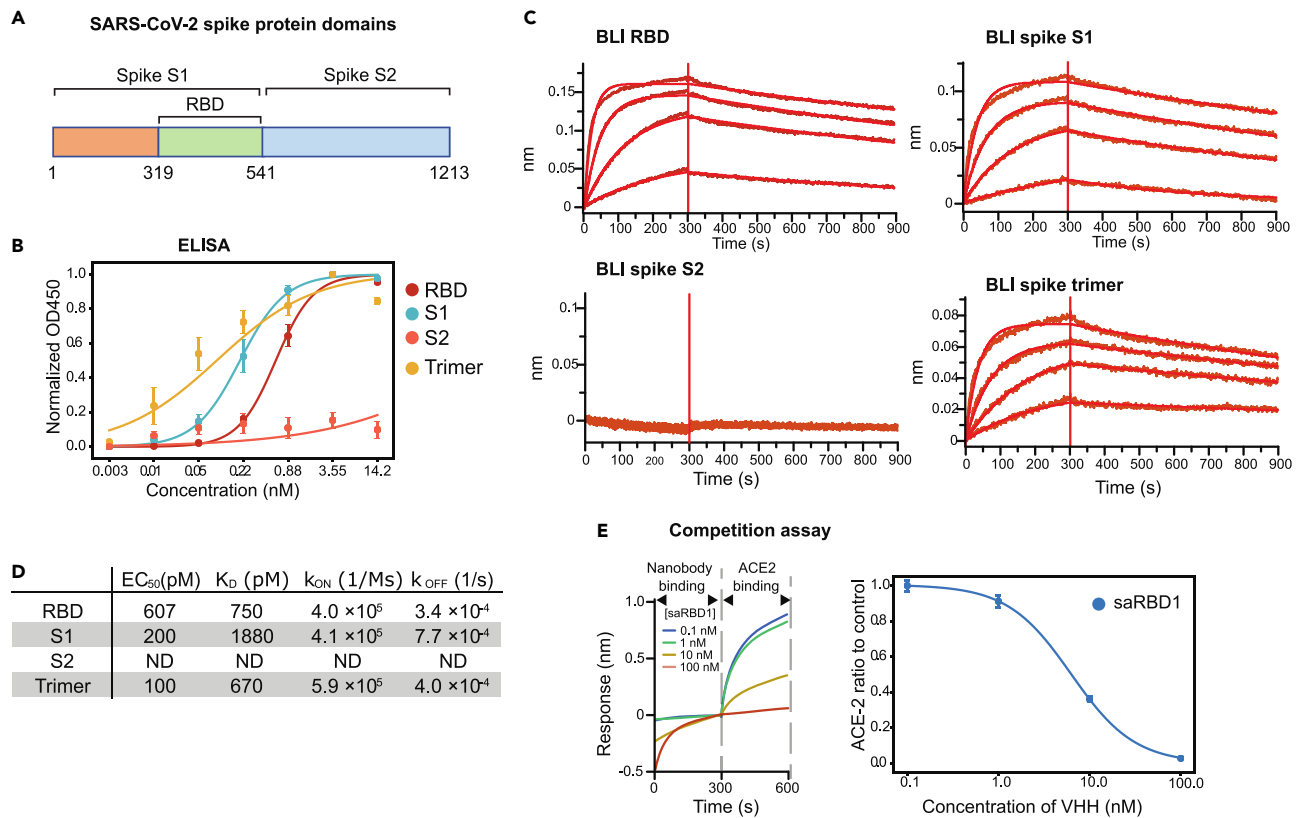 A
SARS-CoV-2 spike protein domains
Spike S1
Spike S2
RBD
1
319
541
1213
B
ELISA
Normalized OD450
1.0
0.8
0.6
0.4
0.2
0.0
0.003
0.01
0.05
0.22
0.88
3.55
14.2
Concentration (nM)
RBD
S1
S2
Trimer
C
BLI RBD
nm
0.15
0.1
0.05
0
0 100 200 300 400 500 600 700 800 900
Time (s)
BLI spike S1
nm
0.1
0.05
0
0 100 200 300 400 500 600 700 800 900
Time (s)
BLI spike S2
nm
0.1
0.05
0
0 100 200 300 400 500 600 700 800 900
Time (s)
BLI spike trimer
nm
0.08
0.06
0.04
0.02
0
0 100 200 300 400 500 600 700 800 900
Time (s)
D
EC50(pM) KD (pM) kON (1/Ms) kOFF (1/s)
RBD 607 750 4.0 ×10⁵ 3.4 ×10⁻⁴
S1 200 1880 4.1 ×10⁵ 7.7 ×10⁻⁴
S2 ND ND ND ND
Trimer 100 670 5.9 ×10⁵ 4.0 ×10⁻⁴
E
Competition assay
Nanobody binding
ACE2 binding
[saRBD1]
0.1 nM
1 nM
10 nM
100 nM
Response (nm)
1.0
0.5
0
-0.5
0 300 600
Time (s)
ACE-2 ratio to control
1.0
0.8
0.6
0.4
0.2
0.0
saRBD1
0.1 1.0 10.0 100.0
Concentration of VHH (nM)